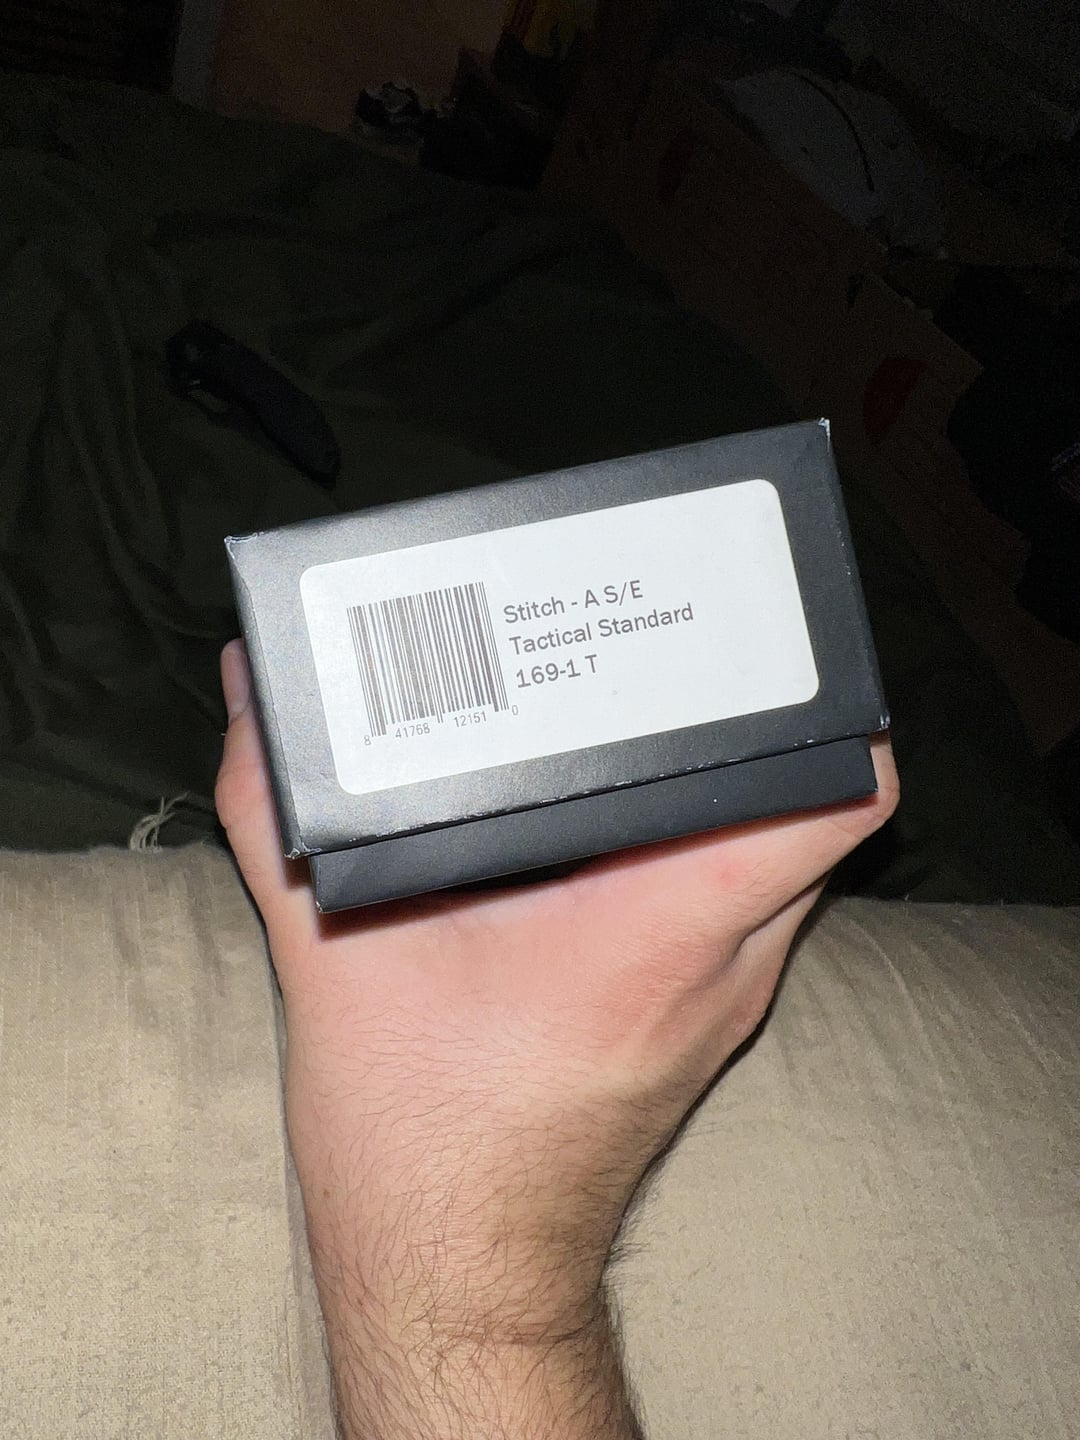 Stitch - A S/E
Tactical Standard
169-1 T
8 41768 12151 0